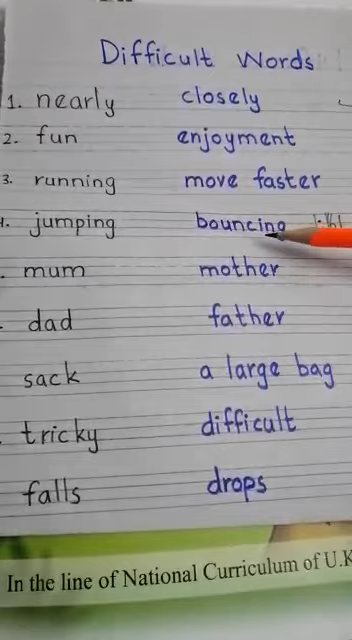 Difficult Words
1. nearly closely
2. fun enjoyment
3. running move faster
4. jumping bouncing
. mum mother
dad father
sack a large bag
. tricky difficult
falls drops
In the line of National Curriculum of U.K